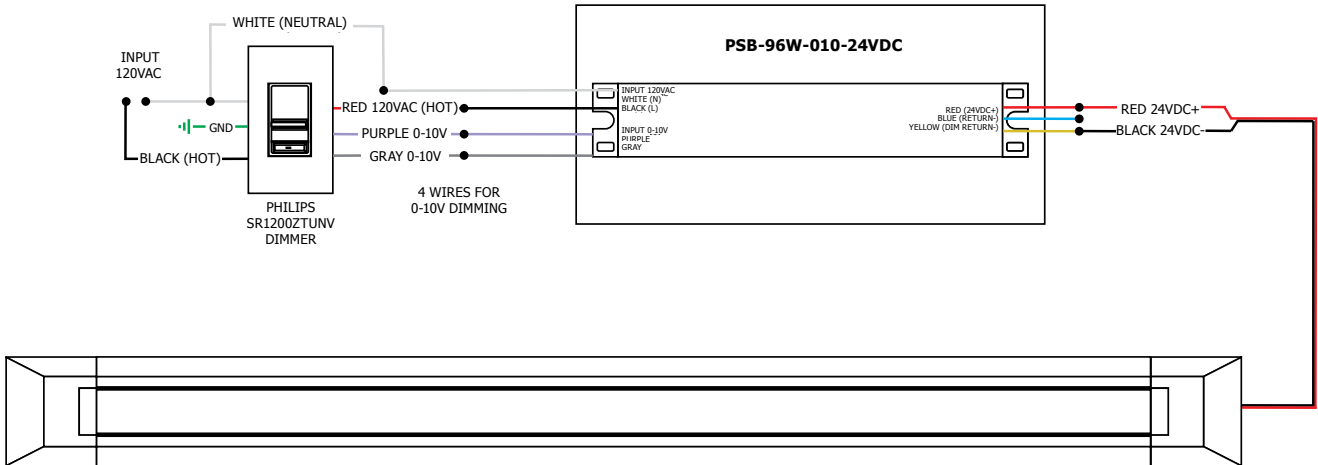 WHITE (NEUTRAL)
INPUT
120VAC
GND
BLACK (HOT)
PHILIPS
SR1200ZTUNV
DIMMER
RED 120VAC (HOT)
PURPLE 0-10V
GRAY 0-10V
4 WIRES FOR
0-10V DIMMING
PSB-96W-010-24VDC
INPUT 120VAC
WHITE (N)
BLACK (L)
INPUT 0-10V
PURPLE
GRAY
RED (24VDC+)
BLUE (RETURN-)
YELLOW (DIM RETURN-)
RED 24VDC+
BLACK 24VDC-